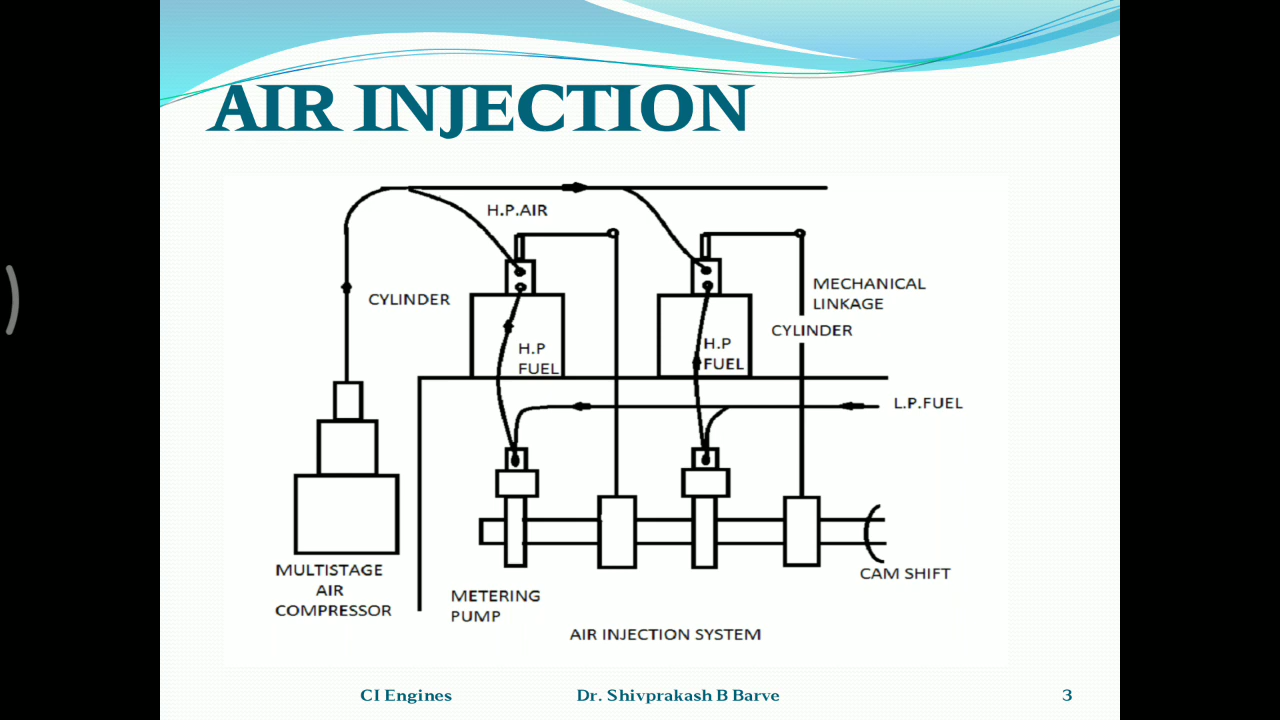 AIR INJECTION
H.P.AIR
CYLINDER
MECHANICAL
LINKAGE
CYLINDER
H.P
FUEL
H.P
FUEL
L.P.FUEL
MULTISTAGE
AIR
COMPRESSOR
METERING
PUMP
CAM SHIFT
AIR INJECTION SYSTEM
CI Engines Dr. Shivprakash B Barve 3